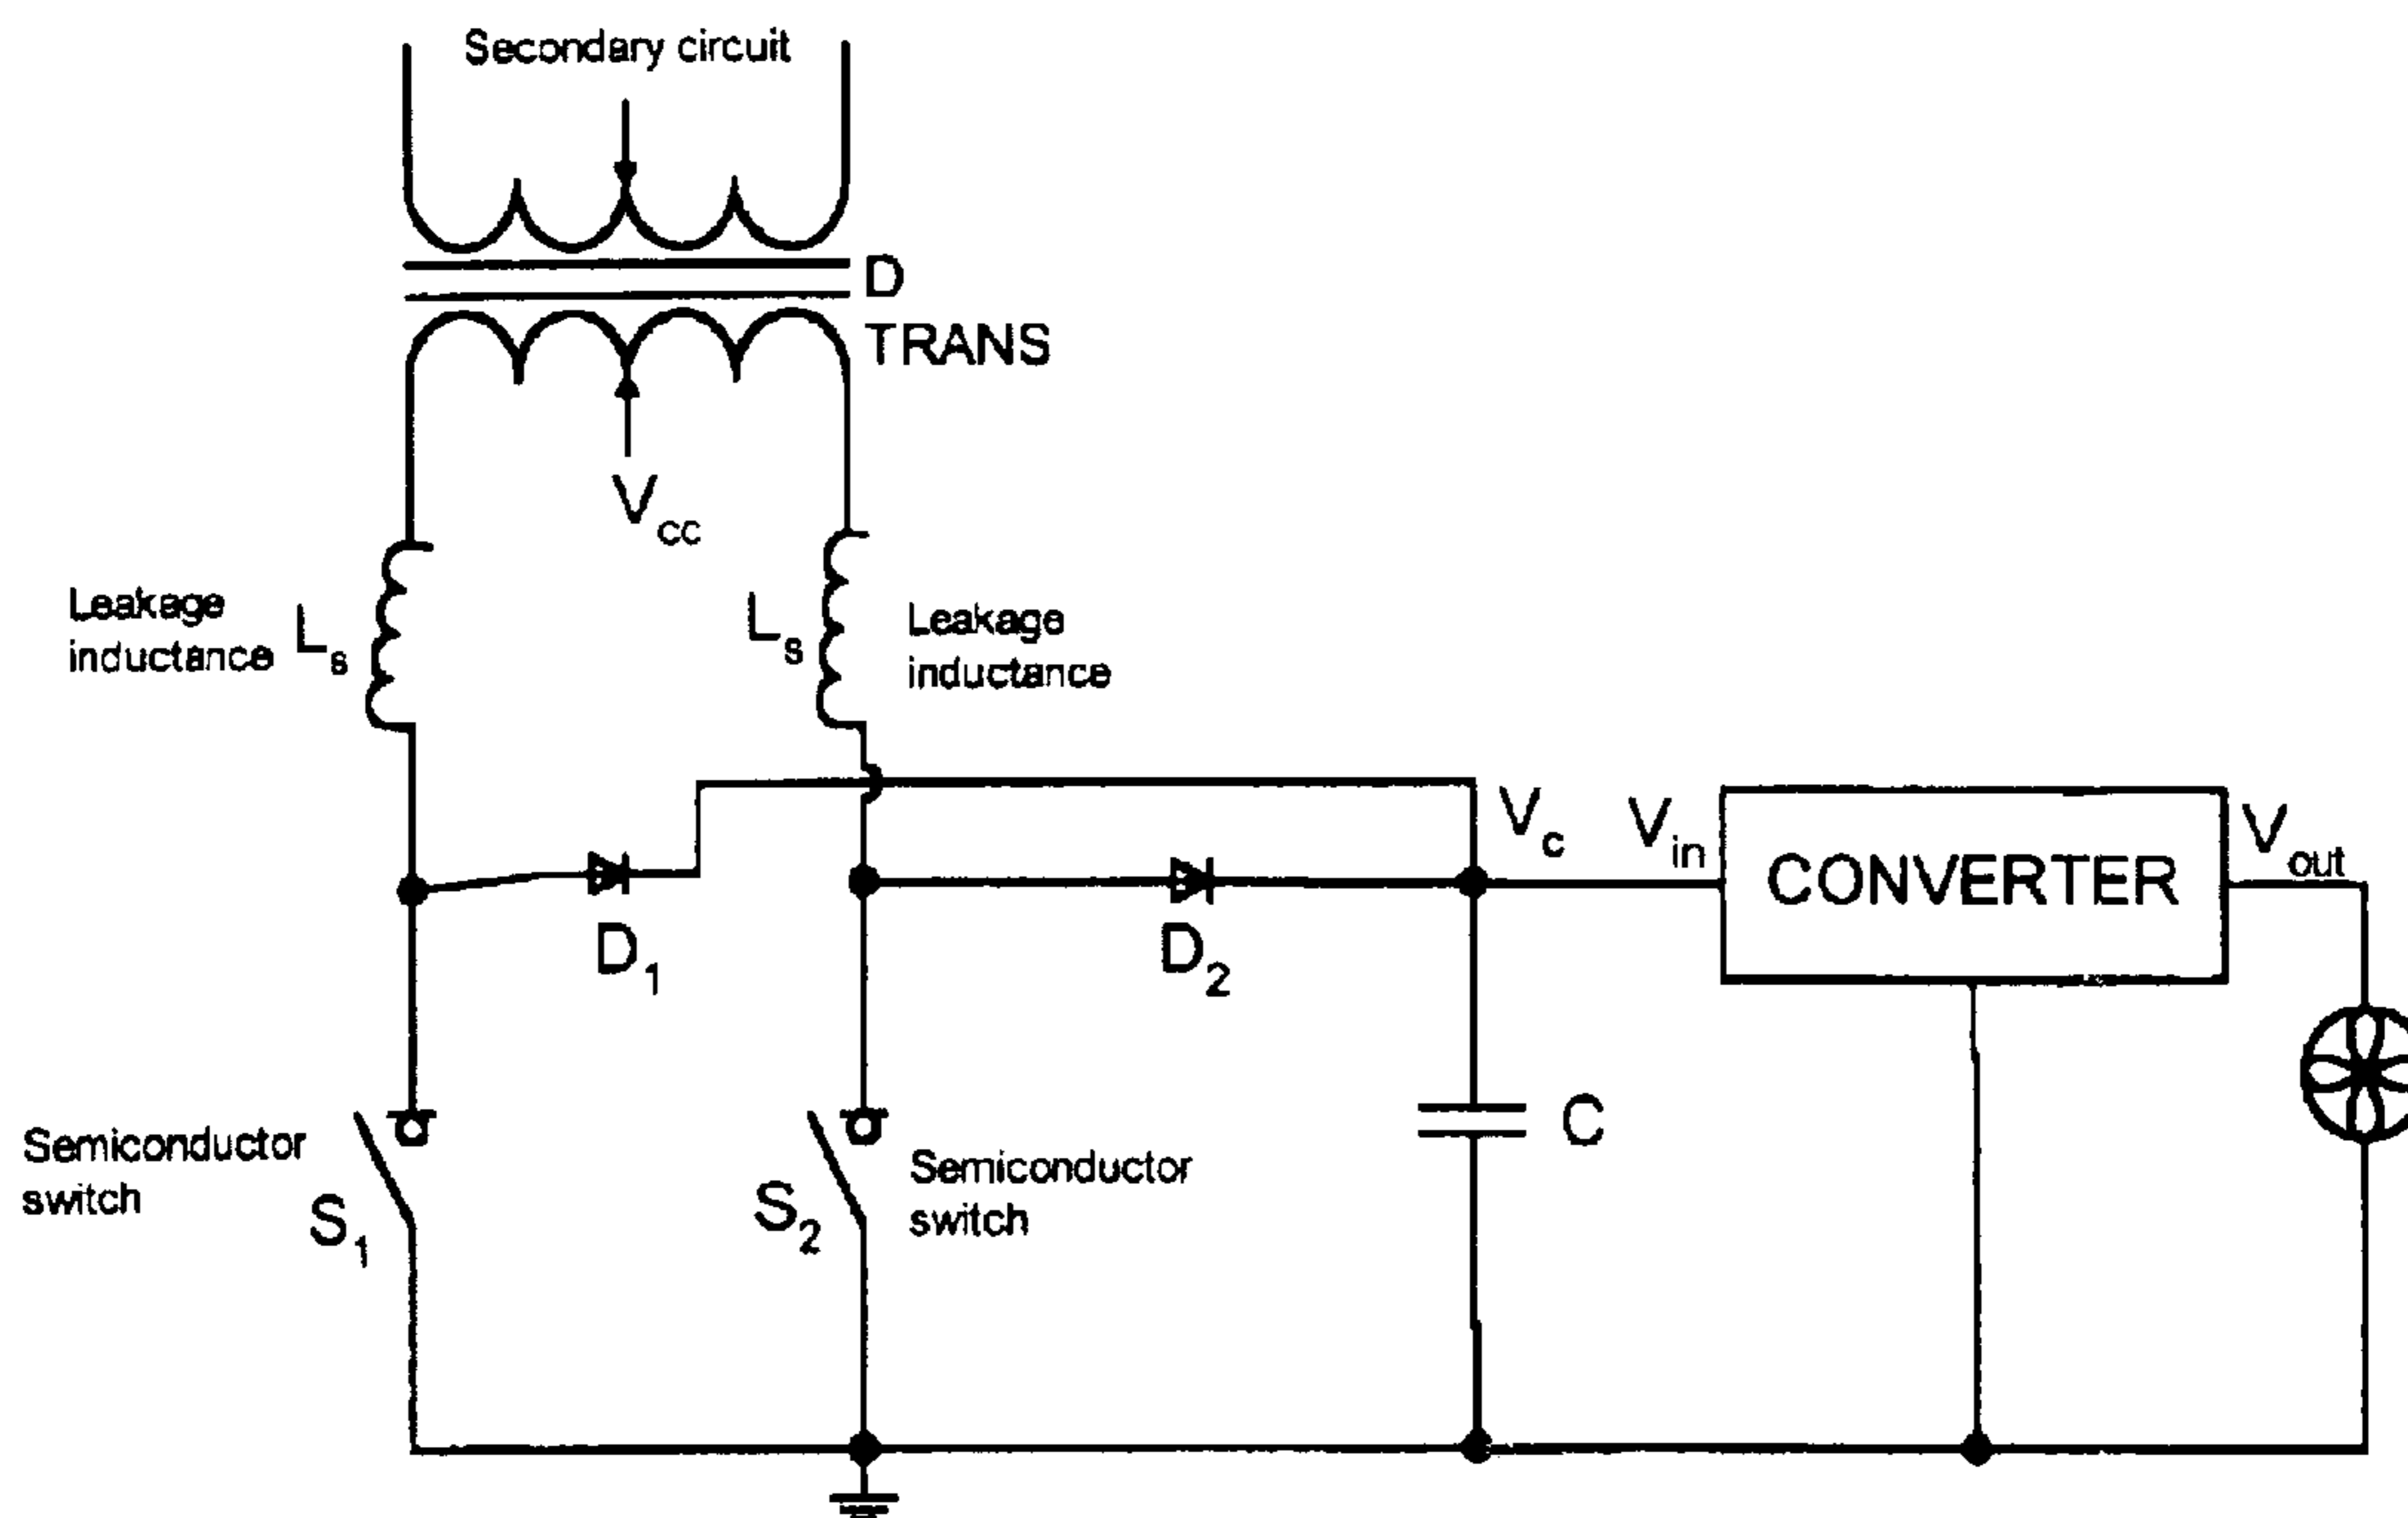 Secondary circuit
D
TRANS
Vcc
Leakage
inductance
Ls
Ls
Leakage
inductance
Vc
Vin
CONVERTER
Vout
D1
D2
C
Semiconductor
switch
S1
S2
Semiconductor
switch